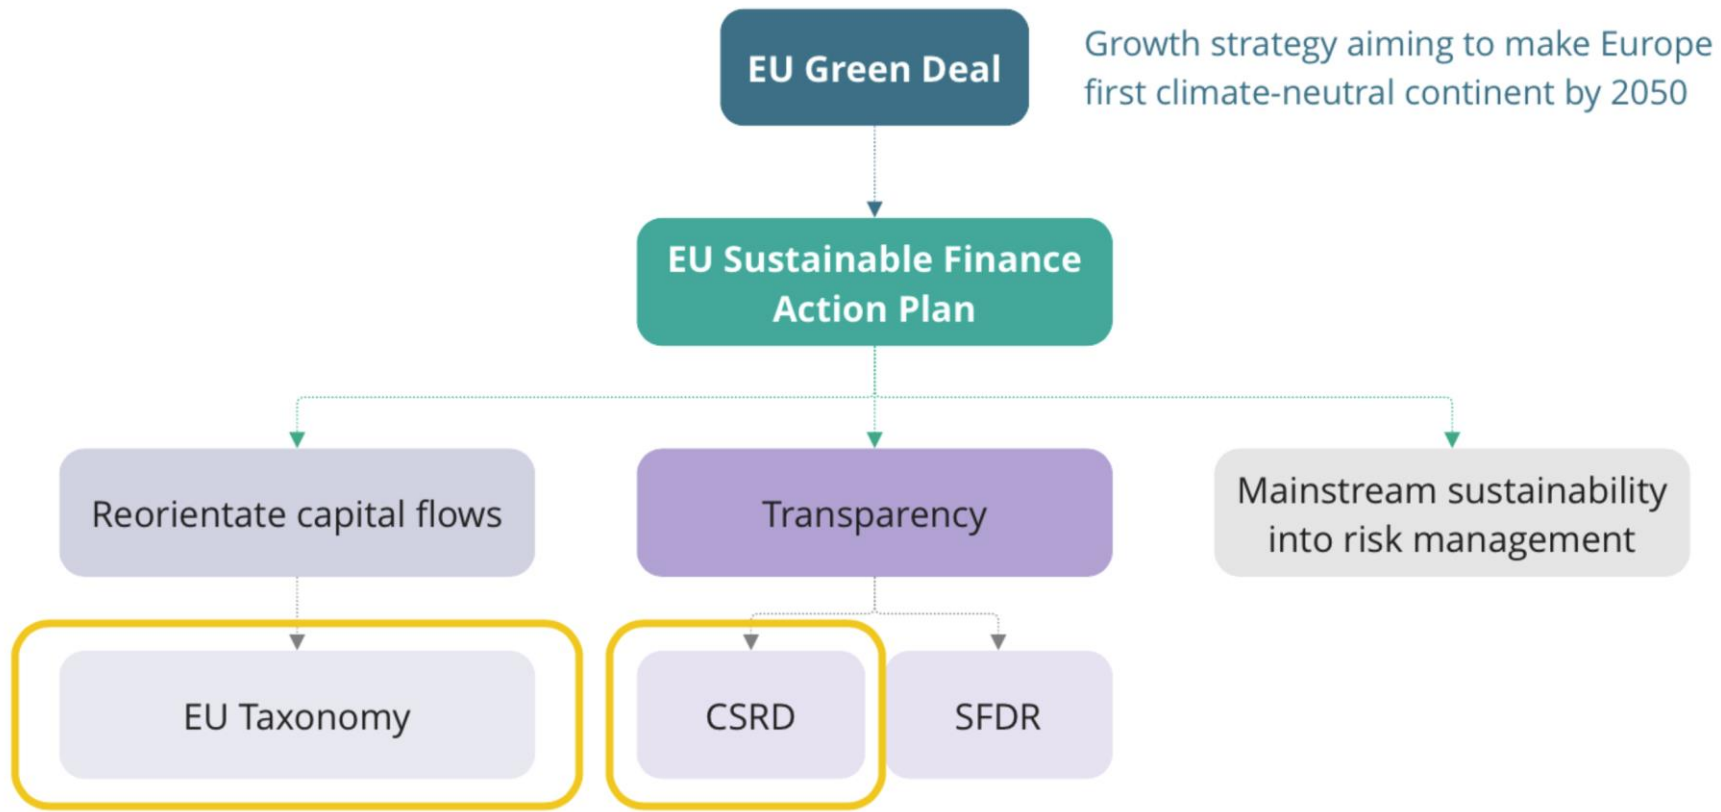 EU Green Deal
Growth strategy aiming to make Europe
first climate-neutral continent by 2050
EU Sustainable Finance
Action Plan
Reorientate capital flows
Transparency
Mainstream sustainability
into risk management
EU Taxonomy
CSRD
SFDR